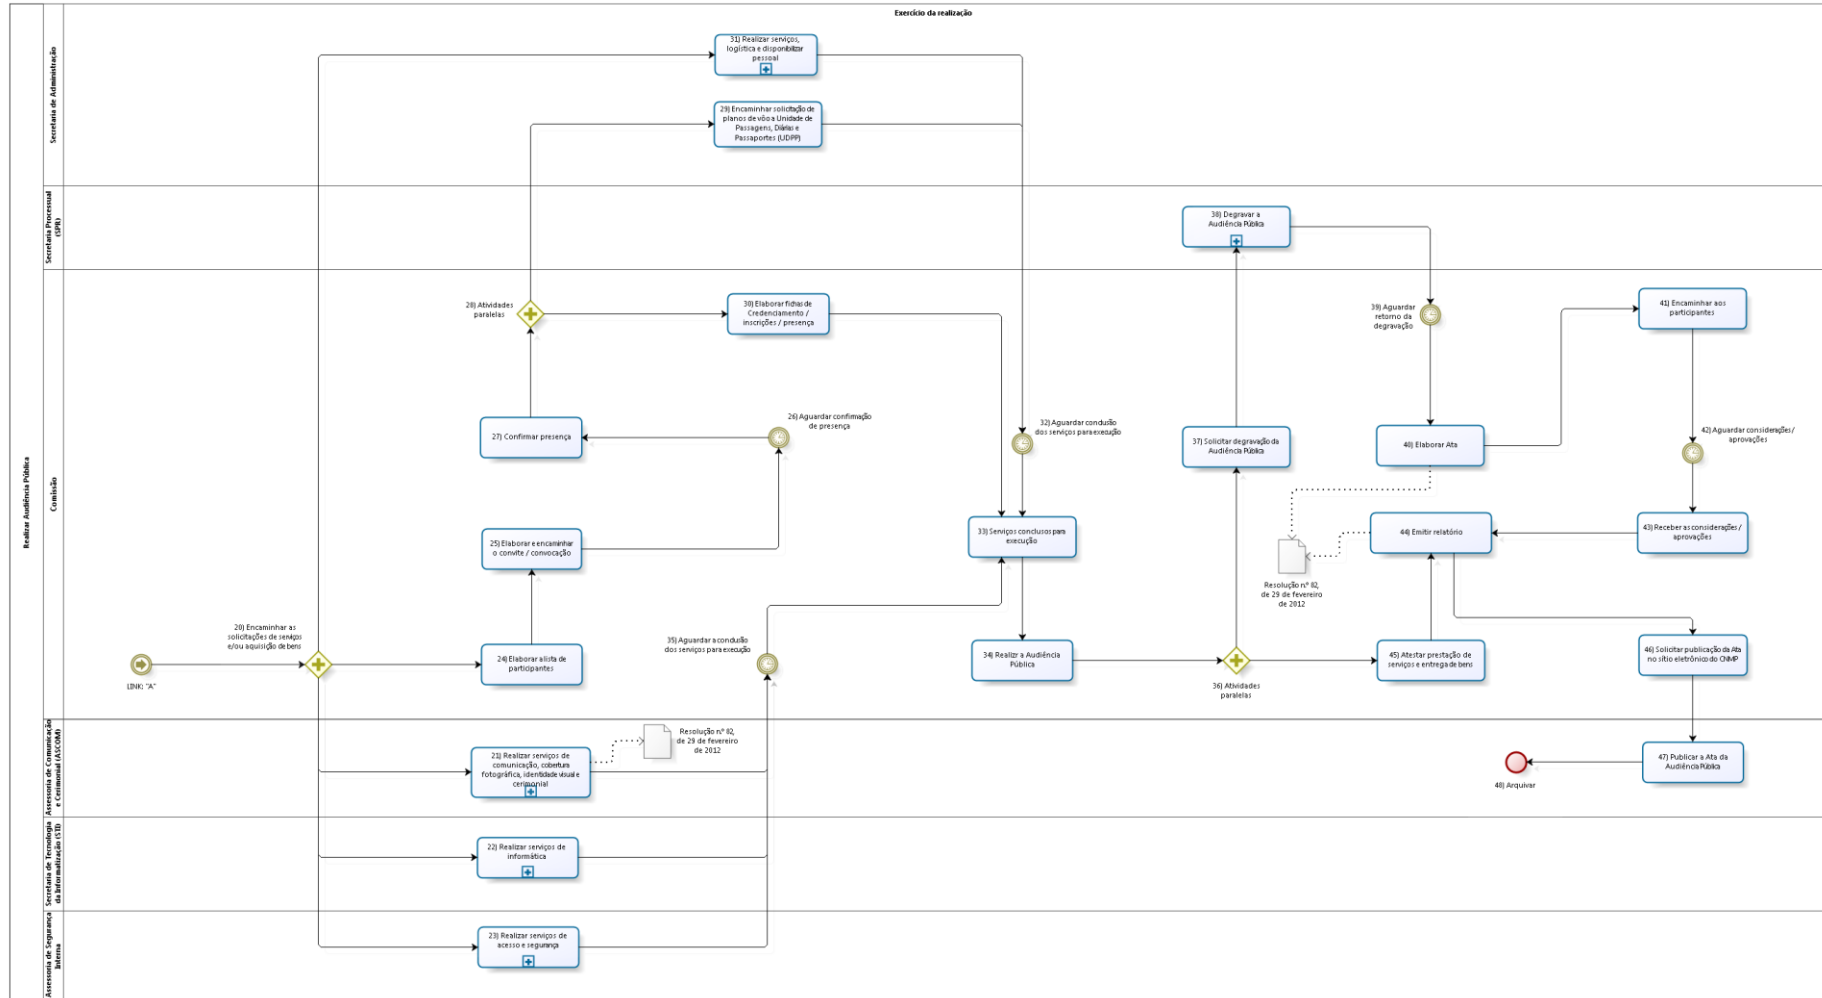 Exercício da realização
Realizar Audiência Pública
Secretaria de Administração
31) Realizar serviços,
logística e disponibilizar
pessoal
29) Encaminhar solicitação de
planos de vôo a Unidade de
Passagens, Diárias e
Passaportes (UDPP)
Secretaria Processual
(SPR)
38) Degravar a
Audiência Pública
Comissão
28) Atividades
paralelas
30) Elaborar fichas de
Credenciamento /
inscrições / presença
39) Aguardar
retorno da
degravação
41) Encaminhar aos
participantes
26) Aguardar confirmação
de presença
27) Confirmar presença
32) Aguardar conclusão
dos serviços para execução
37) Solicitar degravação da
Audiência Pública
40) Elaborar Ata
42) Aguardar considerações /
aprovações
25) Elaborar e encaminhar
o convite / convocação
33) Serviços conclusos para
execução
44) Emitir relatório
43) Receber as considerações /
aprovações
Resolução n.º 82,
de 29 de fevereiro
de 2012
20) Encaminhar as
solicitações de serviços
e/ou aquisição de bens
LINK: "A"
24) Elaborar a lista de
participantes
35) Aguardar a conclusão
dos serviços para execução
34) Realizr a Audiência
Pública
36) Atividades
paralelas
45) Atestar prestação de
serviços e entrega de bens
46) Solicitar publicação da Ata
no sítio eletrônico do CNMP
Assessoria de Comunicação
e Cerimonial (ASCOM)
21) Realizar serviços de
comunicação, cobertura
fotográfica, identidade visual e
cerimonial
Resolução n.º 82,
de 29 de fevereiro
de 2012
47) Publicar a Ata da
Audiência Pública
48) Arquivar
Secretaria de Tecnologia
da Informatização (STI)
22) Realizar serviços de
informática
Assessoria de Segurança
Interna
23) Realizar serviços de
acesso e segurança